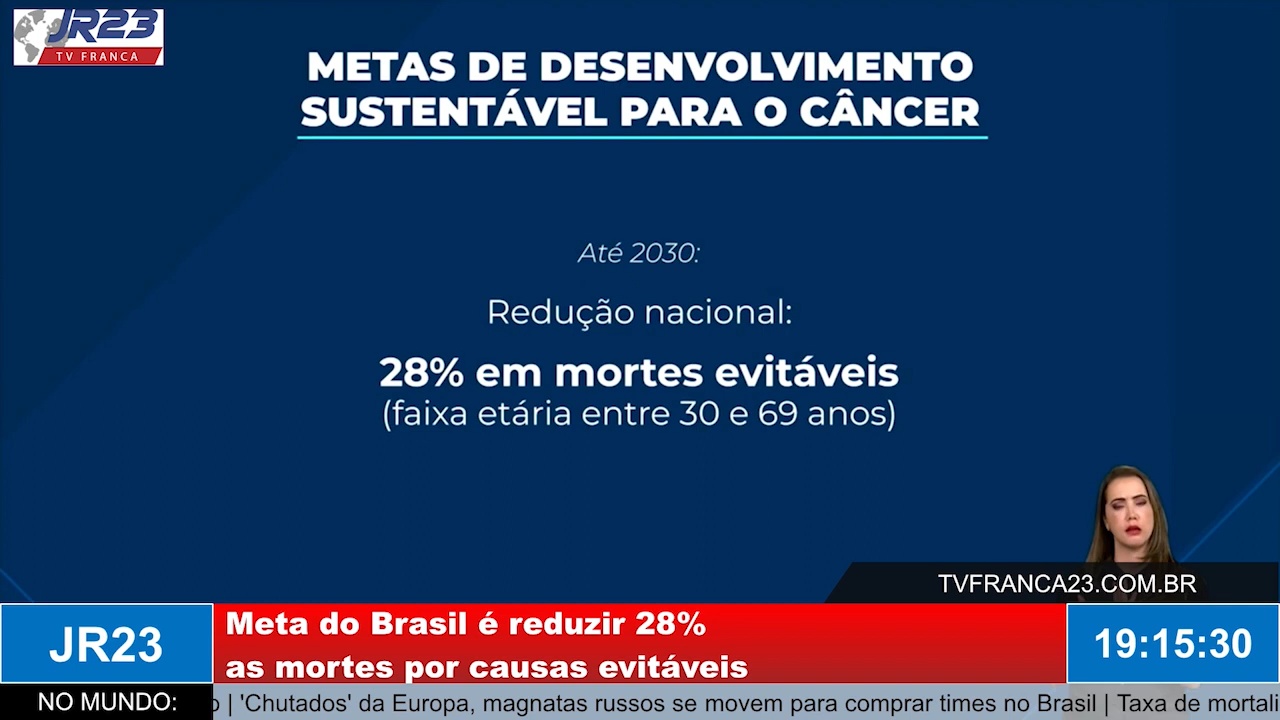 JR23
TV FRANCA
METAS DE DESENVOLVIMENTO
SUSTENTÁVEL PARA O CÂNCER
Até 2030:
Redução nacional:
28% em mortes evitáveis
(faixa etária entre 30 e 69 anos)
TVFRANCA23.COM.BR
JR23
Meta do Brasil é reduzir 28%
as mortes por causas evitáveis
19:15:30
NO MUNDO:
| 'Chutados' da Europa, magnatas russos se movem para comprar times no Brasil | Taxa de mortali